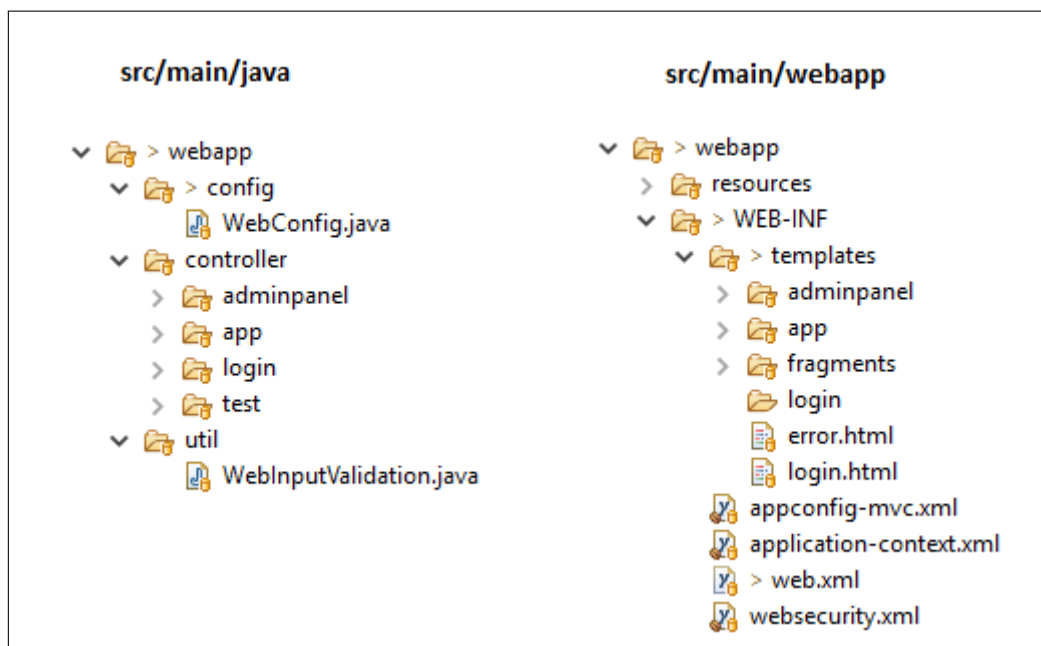 src/main/java
> webapp
> config
WebConfig.java
controller
adminpanel
app
login
test
util
WebInputValidation.java
src/main/webapp
> webapp
resources
> WEB-INF
> templates
adminpanel
app
fragments
login
error.html
login.html
appconfig-mvc.xml
application-context.xml
> web.xml
websecurity.xml